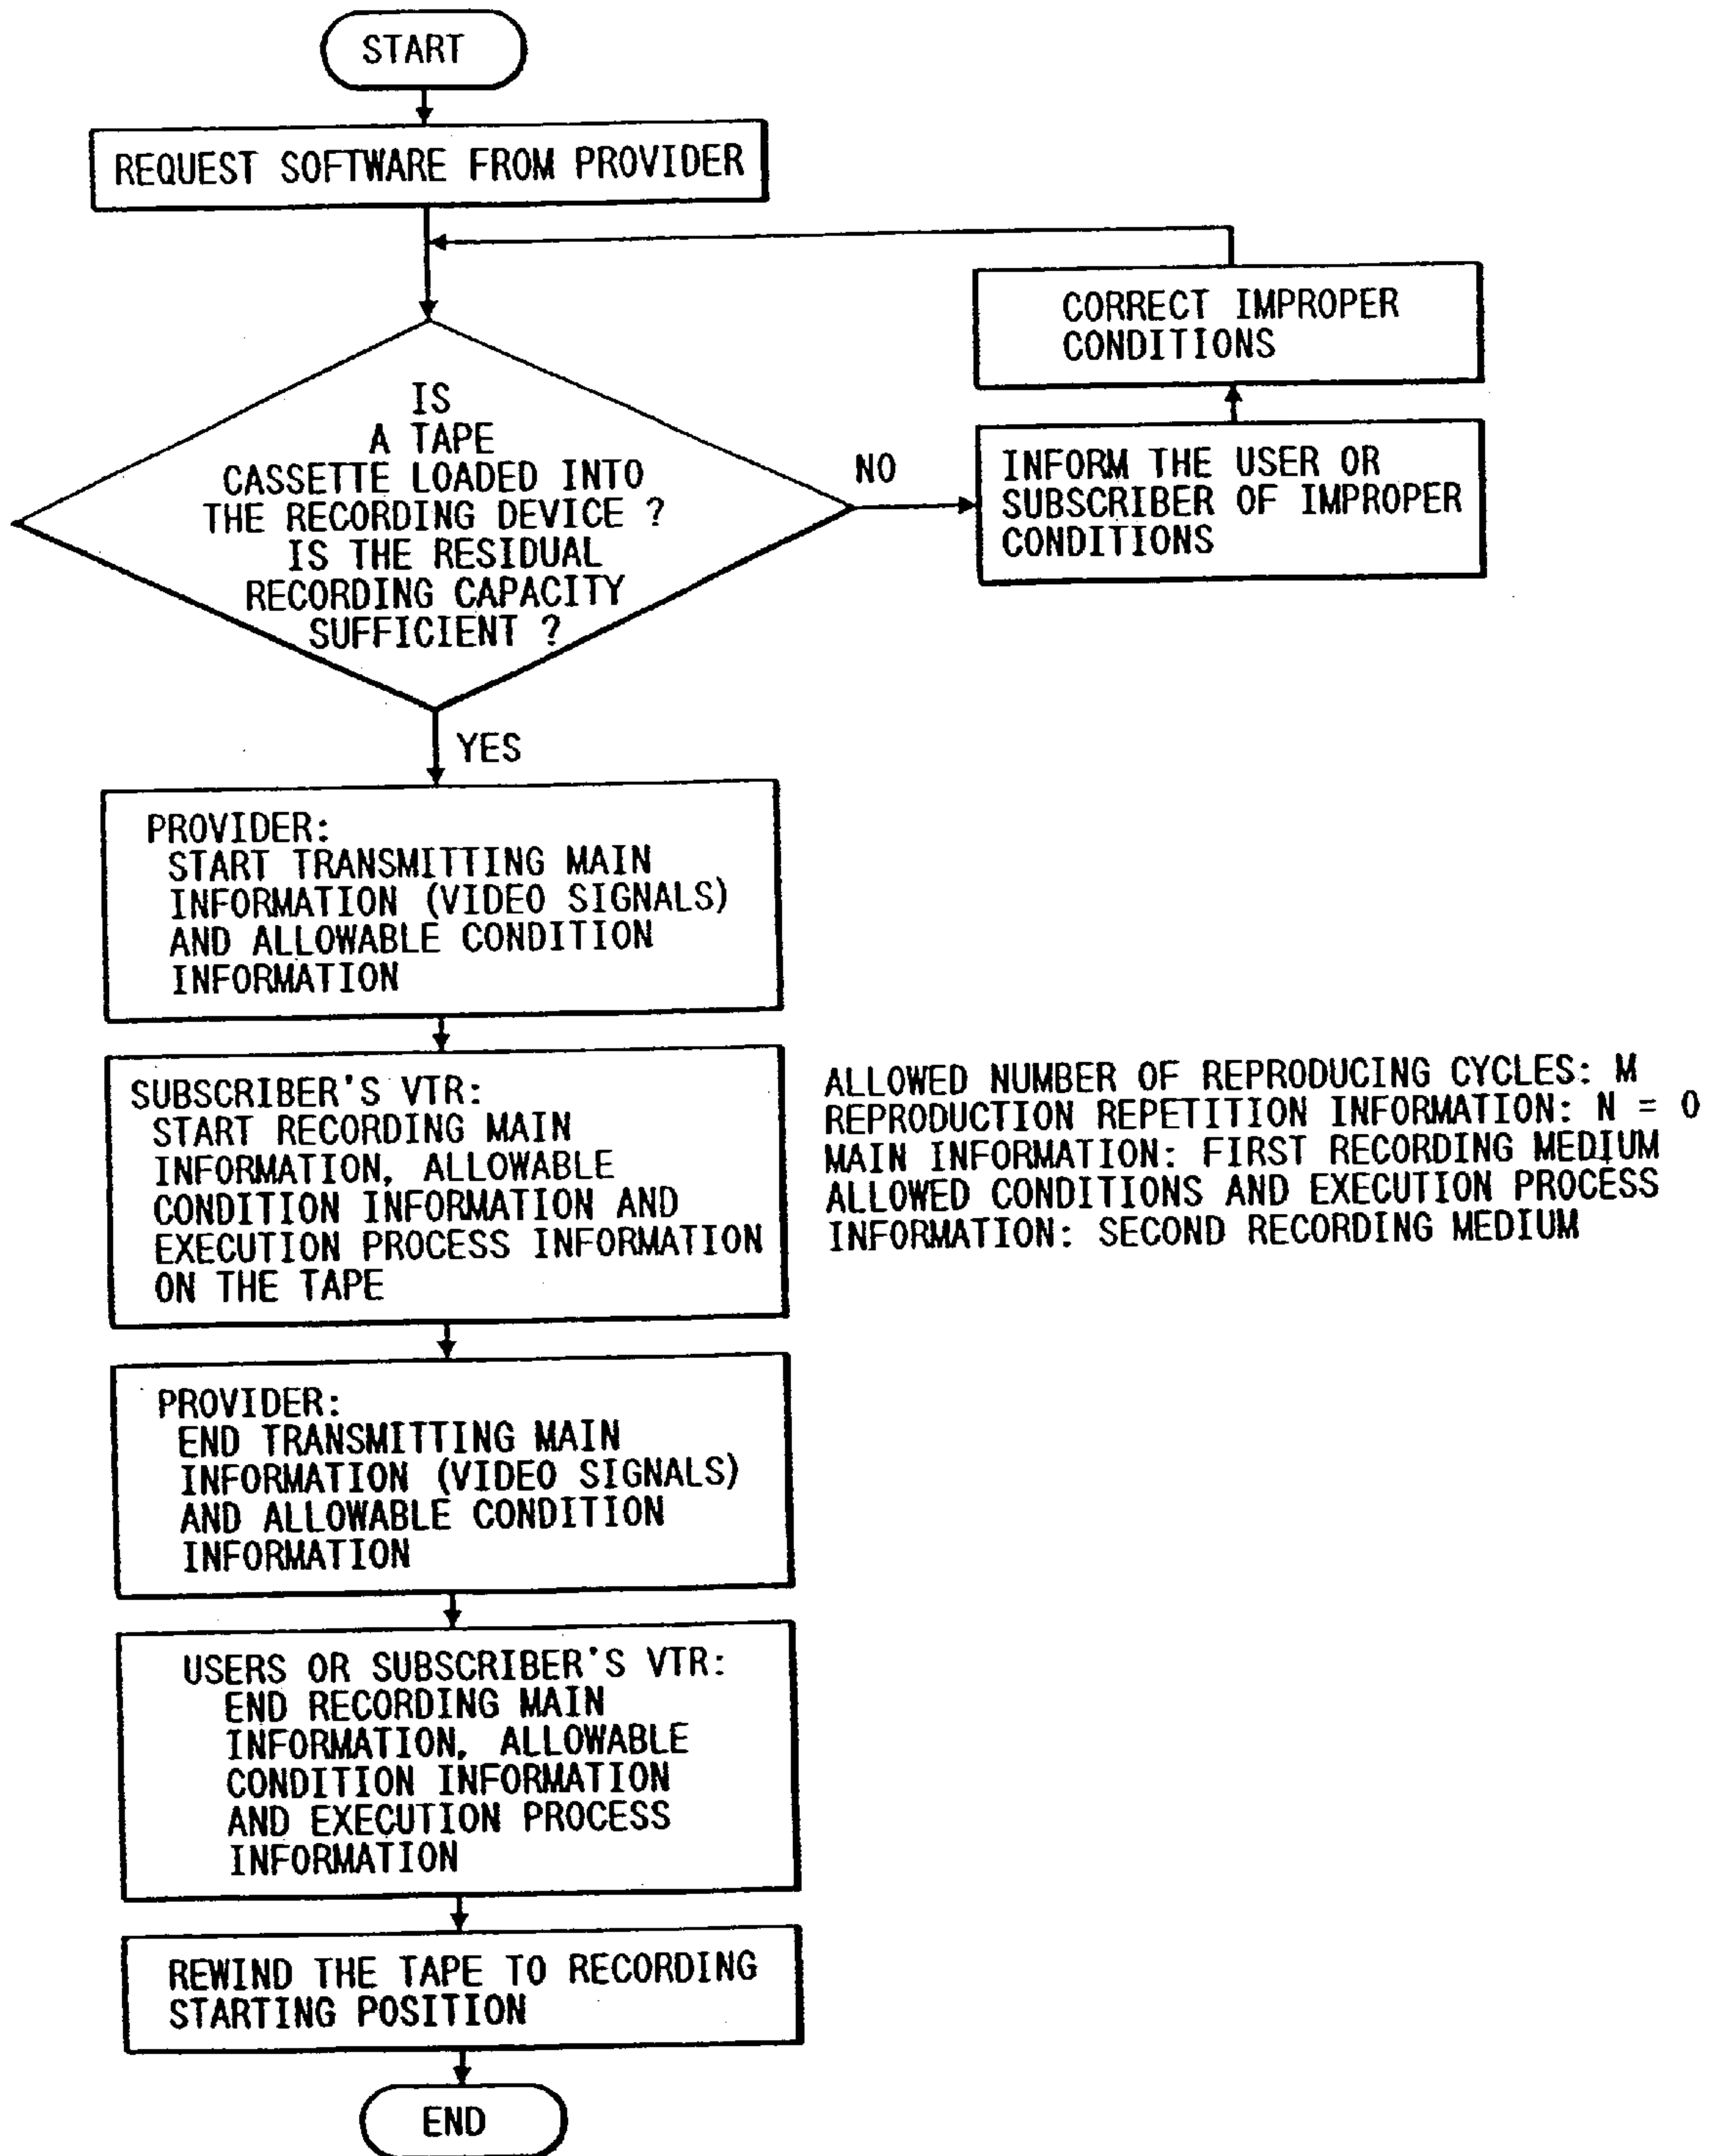 START
REQUEST SOFTWARE FROM PROVIDER
CORRECT IMPROPER
CONDITIONS
IS
A TAPE
CASSETTE LOADED INTO
THE RECORDING DEVICE ?
IS THE RESIDUAL
RECORDING CAPACITY
SUFFICIENT ?
NO
INFORM THE USER OR
SUBSCRIBER OF IMPROPER
CONDITIONS
YES
PROVIDER:
START TRANSMITTING MAIN
INFORMATION (VIDEO SIGNALS)
AND ALLOWABLE CONDITION
INFORMATION
SUBSCRIBER'S VTR:
START RECORDING MAIN
INFORMATION, ALLOWABLE
CONDITION INFORMATION AND
EXECUTION PROCESS INFORMATION
ON THE TAPE
ALLOWED NUMBER OF REPRODUCING CYCLES: M
REPRODUCTION REPETITION INFORMATION: N = 0
MAIN INFORMATION: FIRST RECORDING MEDIUM
ALLOWED CONDITIONS AND EXECUTION PROCESS
INFORMATION: SECOND RECORDING MEDIUM
PROVIDER:
END TRANSMITTING MAIN
INFORMATION (VIDEO SIGNALS)
AND ALLOWABLE CONDITION
INFORMATION
USERS OR SUBSCRIBER'S VTR:
END RECORDING MAIN
INFORMATION, ALLOWABLE
CONDITION INFORMATION
AND EXECUTION PROCESS
INFORMATION
REWIND THE TAPE TO RECORDING
STARTING POSITION
END